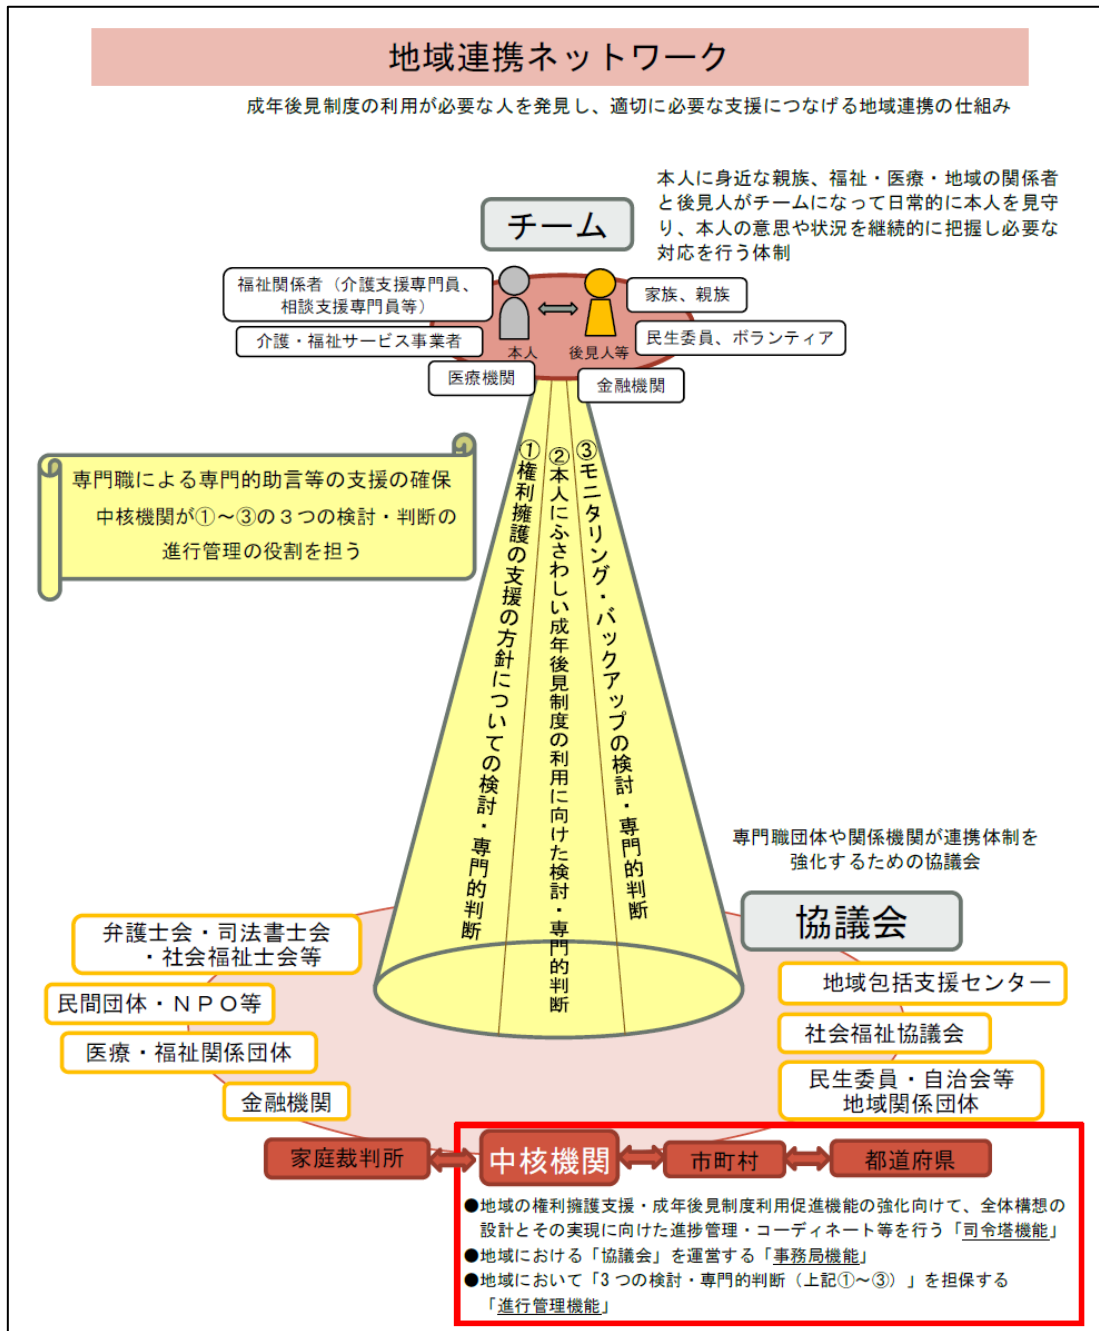 地域連携ネットワーク
成年後見制度の利用が必要な人を発見し、適切に必要な支援につなげる地域連携の仕組み
本人に身近な親族、福祉・医療・地域の関係者
と後見人がチームになって日常的に本人を見守
り、本人の意思や状況を継続的に把握し必要な
対応を行う体制
チーム
福祉関係者（介護支援専門員、
相談支援専門員等）
家族、親族
介護・福祉サービス事業者
民生委員、ボランティア
本人
後見人等
医療機関
金融機関
専門職による専門的助言等の支援の確保
中核機関が①～③の３つの検討・判断の
進行管理の役割を担う
①権利擁護の支援の方針についての検討・専門的判断
②本人にふさわしい成年後見制度の利用に向けた検討・専門的判断
③モニタリング・バックアップの検討・専門的判断
専門職団体や関係機関が連携体制を
強化するための協議会
協議会
弁護士会・司法書士会
・社会福祉士会等
民間団体・ＮＰＯ等
医療・福祉関係団体
金融機関
地域包括支援センター
社会福祉協議会
民生委員・自治会等
地域関係団体
家庭裁判所
中核機関
市町村
都道府県
●地域の権利擁護支援・成年後見制度利用促進機能の強化向けて、全体構想の
設計とその実現に向けた進捗管理・コーディネート等を行う「司令塔機能」
●地域における「協議会」を運営する「事務局機能」
●地域において「3つの検討・専門的判断（上記①～③）」を担保する
「進行管理機能」